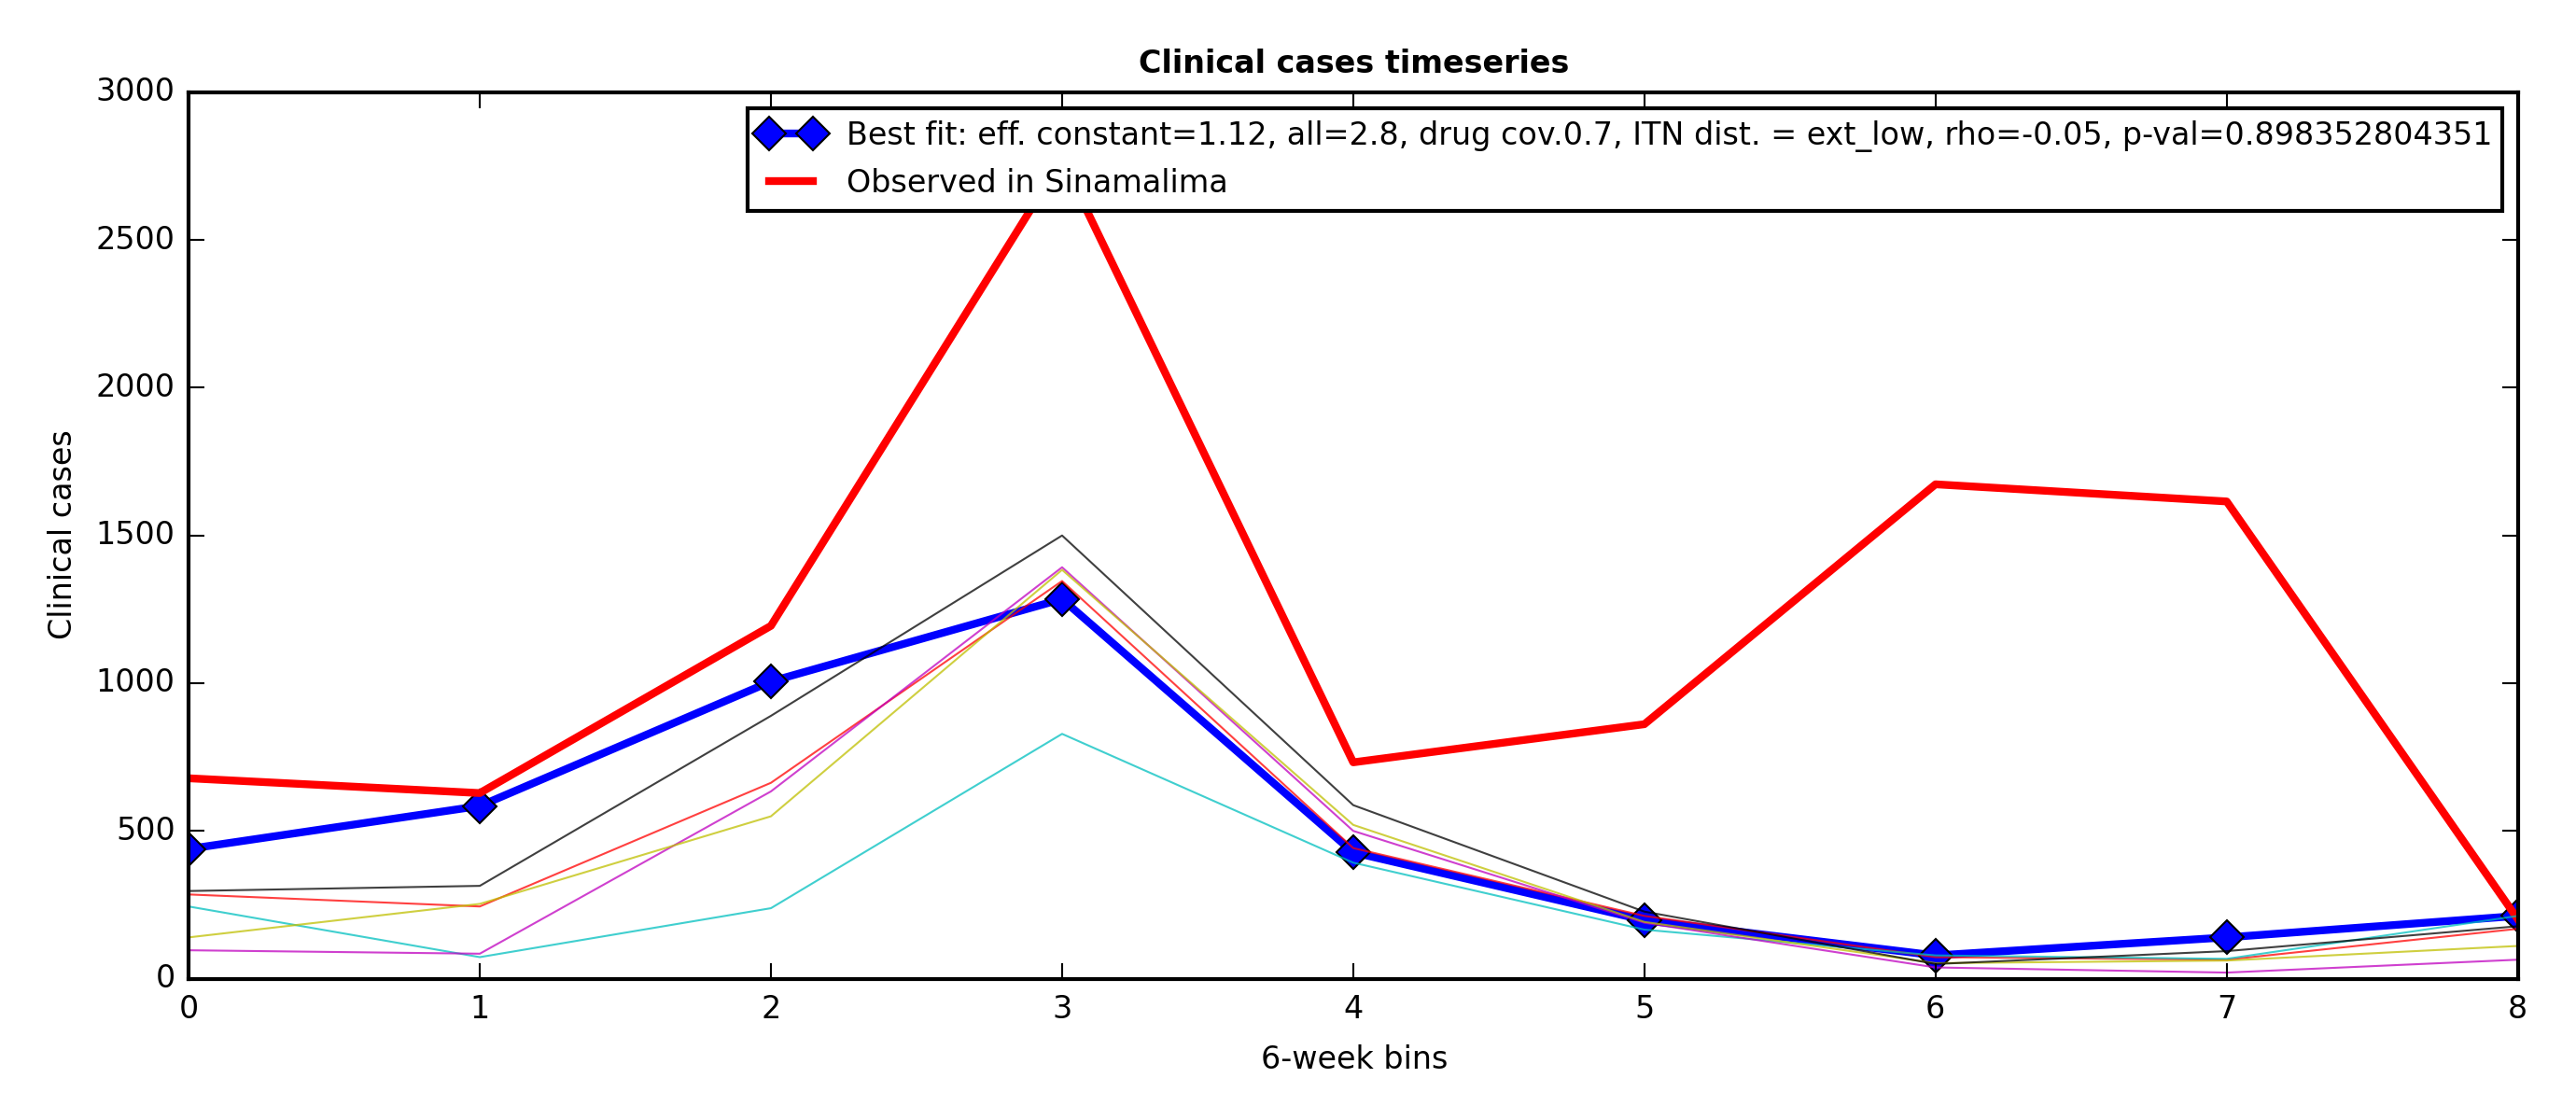 Clinical cases timeseries
Best fit: eff. constant=1.12, all=2.8, drug cov.0.7, ITN dist. = ext_low, rho=-0.05, p-val=0.898352804351
Observed in Sinamalima
3000
2500
2000
1500
1000
500
0
Clinical cases
0 1 2 3 4 5 6 7 8
6-week bins